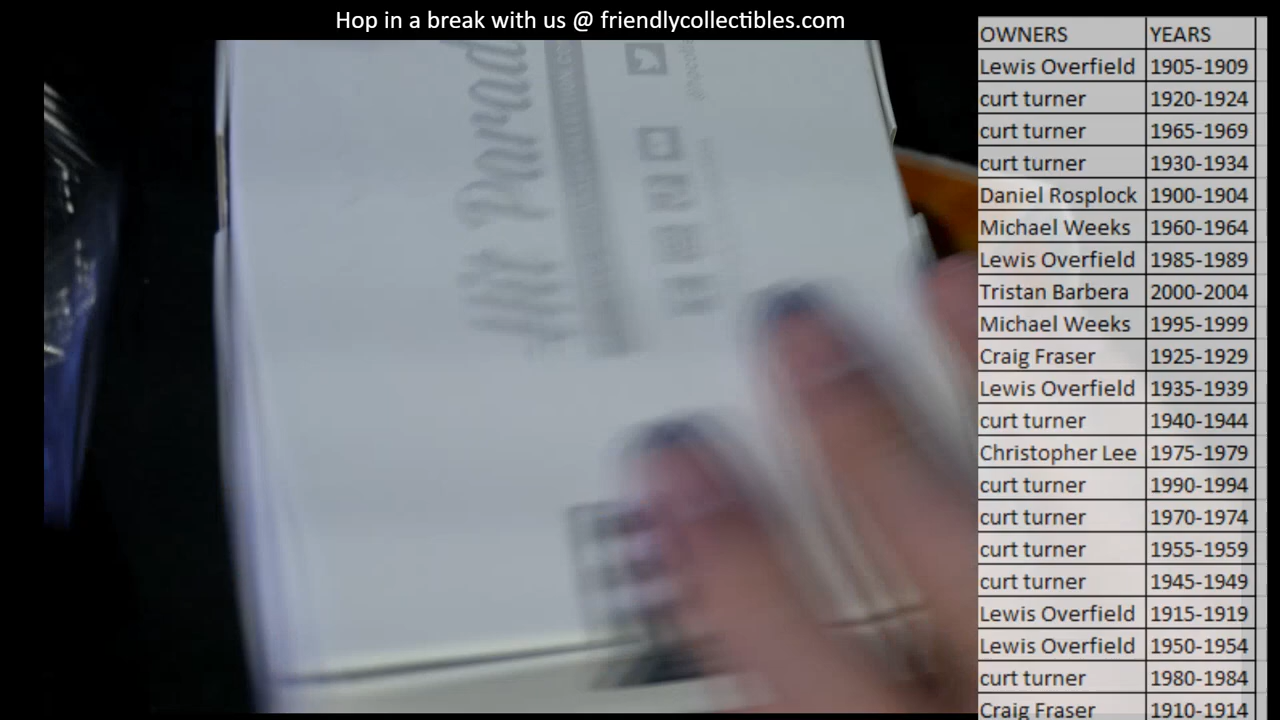 Hop in a break with us @ friendlycollectibles.com
OWNERS YEARS
Lewis Overfield 1905-1909
curt turner 1920-1924
curt turner 1965-1969
curt turner 1930-1934
Daniel Rosplock 1900-1904
Michael Weeks 1960-1964
Lewis Overfield 1985-1989
Tristan Barbera 2000-2004
Michael Weeks 1995-1999
Craig Fraser 1925-1929
Lewis Overfield 1935-1939
curt turner 1940-1944
Christopher Lee 1975-1979
curt turner 1990-1994
curt turner 1970-1974
curt turner 1955-1959
curt turner 1945-1949
Lewis Overfield 1915-1919
Lewis Overfield 1950-1954
curt turner 1980-1984
Craig Fraser 1910-1914
Hit Parad